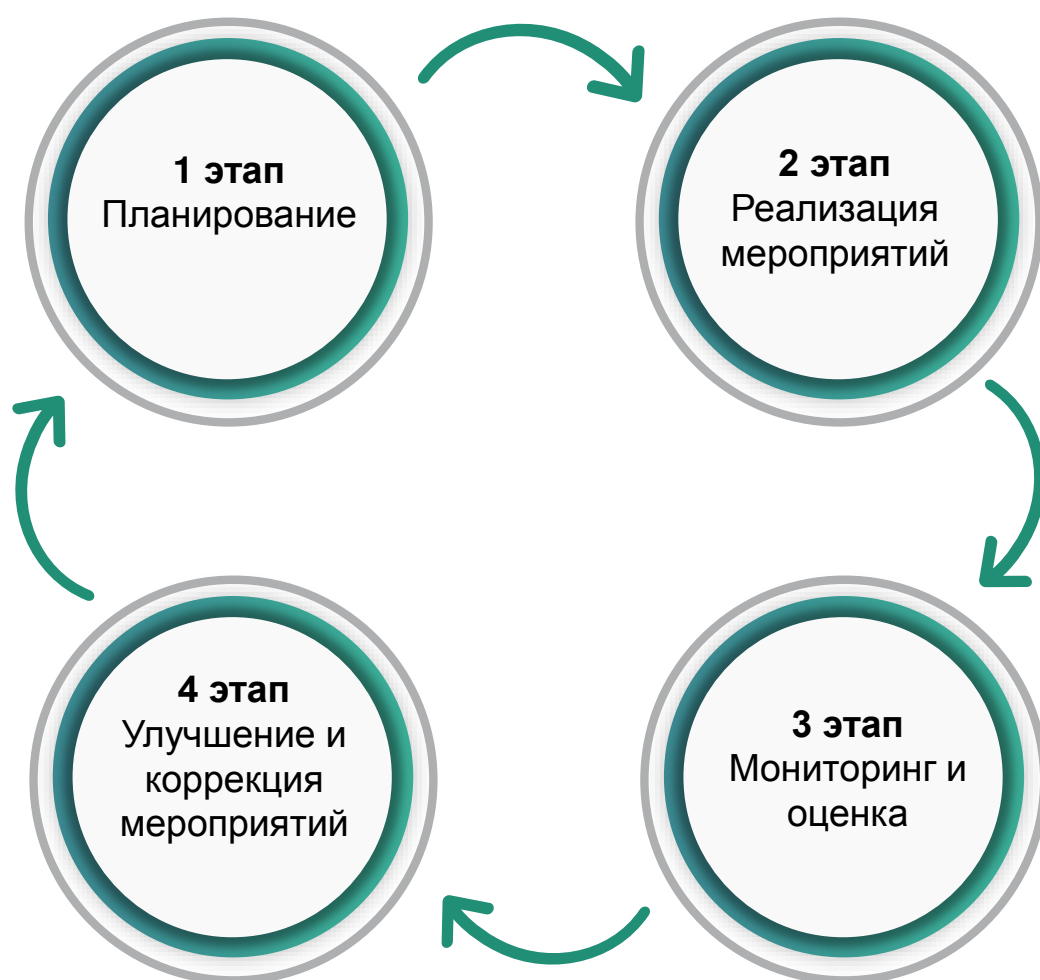 1 этап
Планирование
2 этап
Реализация
мероприятий
3 этап
Мониторинг и
оценка
4 этап
Улучшение и
коррекция
мероприятий